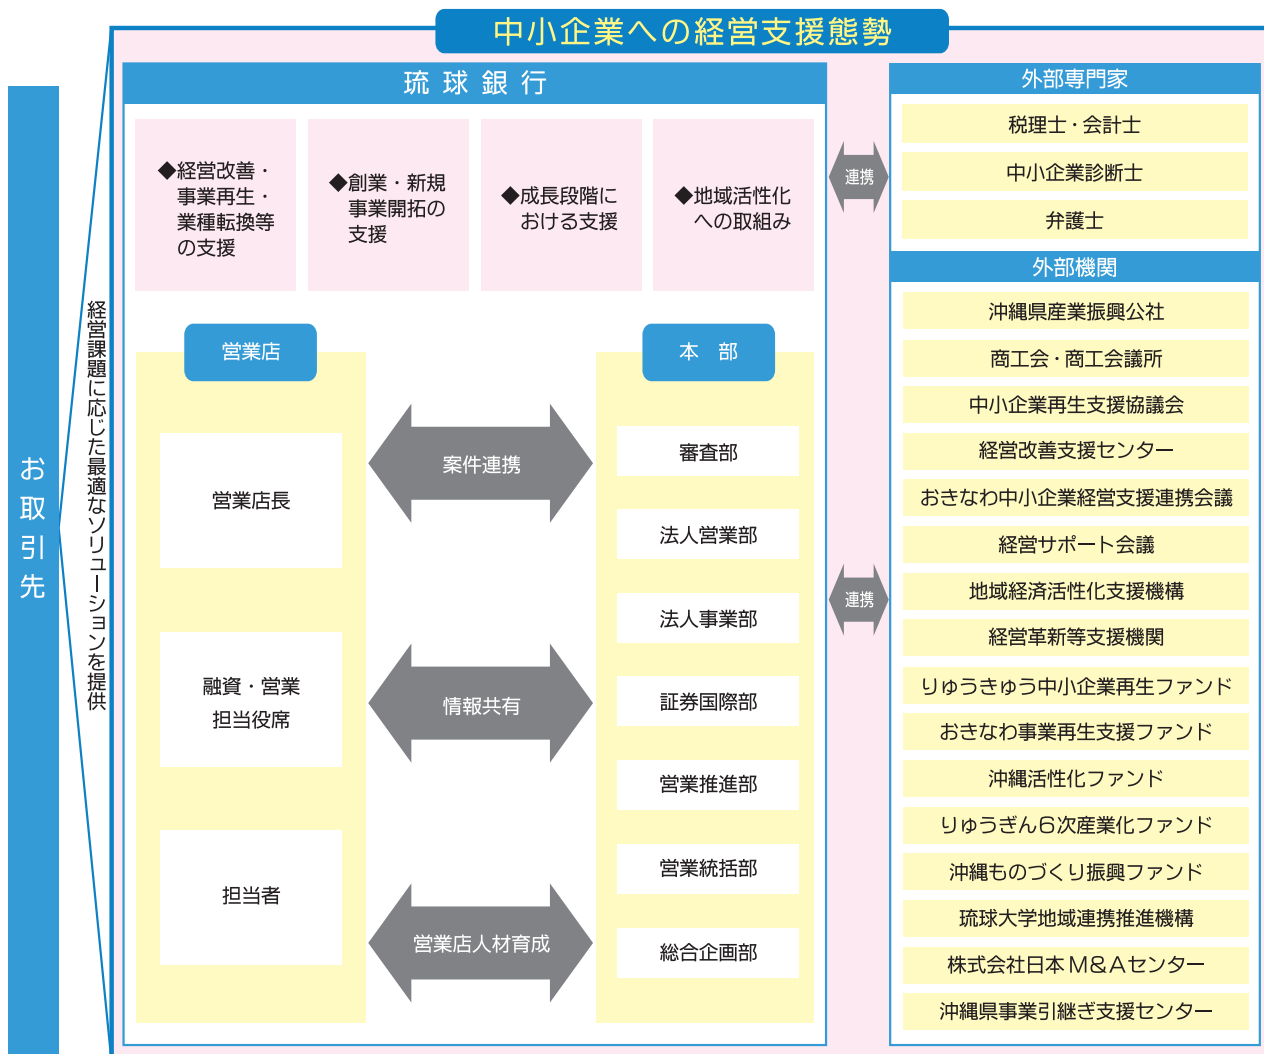 中小企業への経営支援態勢
お取引先
経営課題に応じた最適なソリューションを提供
琉球銀行
◆経営改善・
事業再生・
業種転換等
の支援
◆創業・新規
事業開拓の
支援
◆成長段階に
おける支援
◆地域活性化
への取組み
営業店
営業店長
融資・営業
担当役席
担当者
案件連携
情報共有
営業店人材育成
本　部
審査部
法人営業部
法人事業部
証券国際部
営業推進部
営業統括部
総合企画部
連携
連携
外部専門家
税理士・会計士
中小企業診断士
弁護士
外部機関
沖縄県産業振興公社
商工会・商工会議所
中小企業再生支援協議会
経営改善支援センター
おきなわ中小企業経営支援連携会議
経営サポート会議
地域経済活性化支援機構
経営革新等支援機関
りゅうきゅう中小企業再生ファンド
おきなわ事業再生支援ファンド
沖縄活性化ファンド
りゅうぎん６次産業化ファンド
沖縄ものづくり振興ファンド
琉球大学地域連携推進機構
株式会社日本Ｍ＆Ａセンター
沖縄県事業引継ぎ支援センター